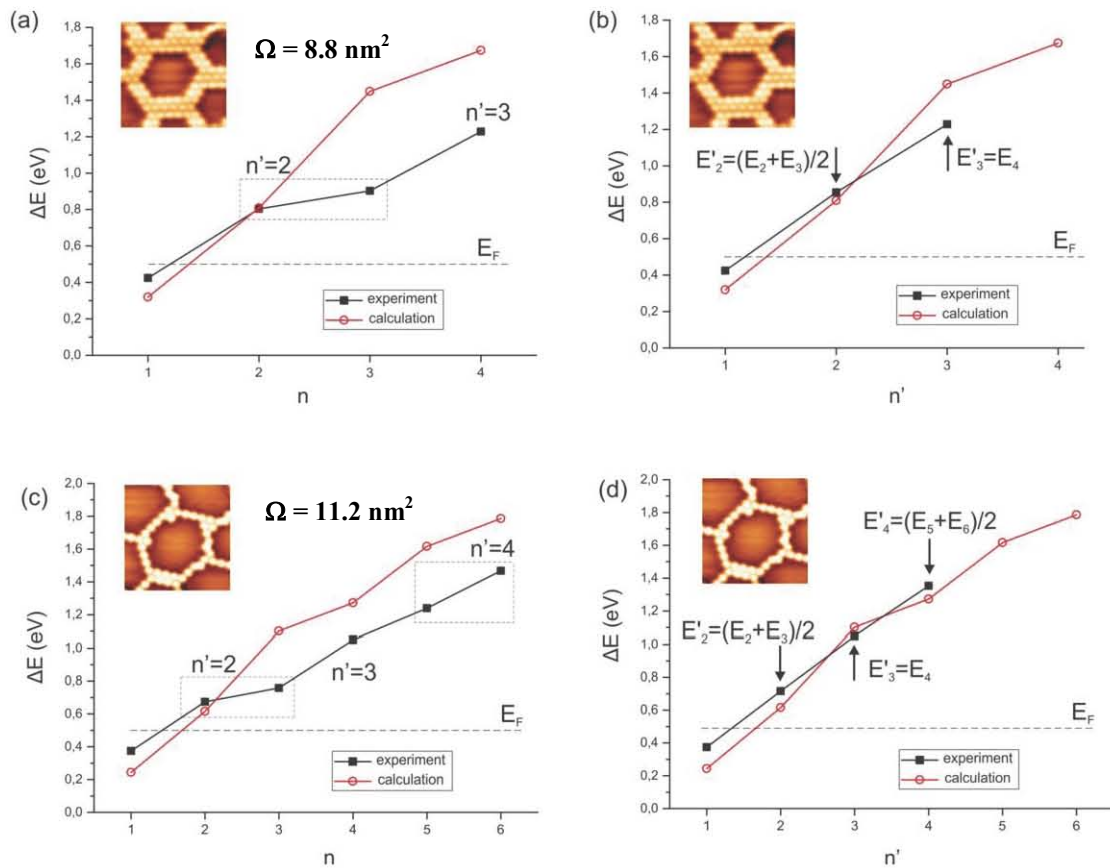 (a)
1,8
1,6
1,4
1,2
1,0
0,8
0,6
0,4
0,2
0,0
ΔE (eV)
Ω = 8.8 nm²
n'=2
n'=3
E_F
experiment
calculation
1 2 3 4
n
(b)
1,8
1,6
1,4
1,2
1,0
0,8
0,6
0,4
0,2
0,0
ΔE (eV)
E'₂=(E₂+E₃)/2
E'₃=E₄
E_F
experiment
calculation
1 2 3 4
n'
(c)
2,0
1,8
1,6
1,4
1,2
1,0
0,8
0,6
0,4
0,2
0,0
ΔE (eV)
Ω = 11.2 nm²
n'=4
n'=2
n'=3
E_F
experiment
calculation
1 2 3 4 5 6
n
(d)
2,0
1,8
1,6
1,4
1,2
1,0
0,8
0,6
0,4
0,2
0,0
ΔE (eV)
E'₄=(E₅+E₆)/2
E'₂=(E₂+E₃)/2
E'₃=E₄
E_F
experiment
calculation
1 2 3 4 5 6
n'